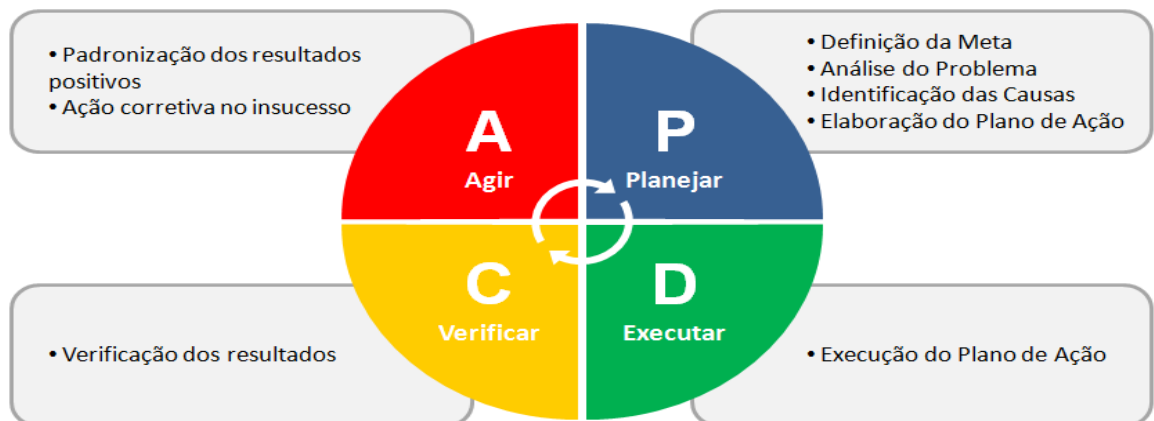 • Padronização dos resultados
positivos
• Ação corretiva no insucesso
A
Agir
P
Planejar
• Definição da Meta
• Análise do Problema
• Identificação das Causas
• Elaboração do Plano de Ação
• Verificação dos resultados
C
Verificar
D
Executar
• Execução do Plano de Ação